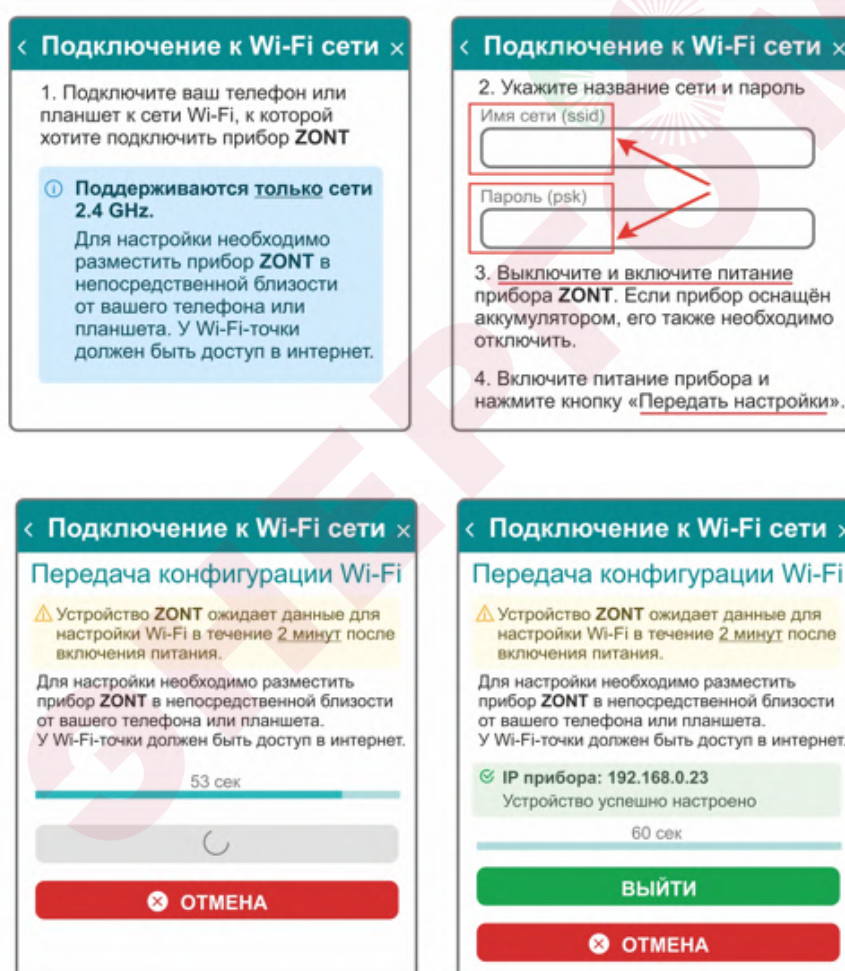 Подключение к Wi-Fi сети
1. Подключите ваш телефон или
планшет к сети Wi-Fi, к которой
хотите подключить прибор ZONT
Поддерживаются только сети
2.4 GHz.
Для настройки необходимо
разместить прибор ZONT в
непосредственной близости
от вашего телефона или
планшета. У Wi-Fi-точки
должен быть доступ в интернет.
Подключение к Wi-Fi сети
2. Укажите название сети и пароль
Имя сети (ssid)
Пароль (psk)
3. Выключите и включите питание
прибора ZONT. Если прибор оснащён
аккумулятором, его также необходимо
отключить.
4. Включите питание прибора и
нажмите кнопку «Передать настройки».
Подключение к Wi-Fi сети
Передача конфигурации Wi-Fi
Устройство ZONT ожидает данные для
настройки Wi-Fi в течение 2 минут после
включения питания.
Для настройки необходимо разместить
прибор ZONT в непосредственной близости
от вашего телефона или планшета.
У Wi-Fi-точки должен быть доступ в интернет.
53 сек
ОТМЕНА
Подключение к Wi-Fi сети
Передача конфигурации Wi-Fi
Устройство ZONT ожидает данные для
настройки Wi-Fi в течение 2 минут после
включения питания.
Для настройки необходимо разместить
прибор ZONT в непосредственной близости
от вашего телефона или планшета.
У Wi-Fi-точки должен быть доступ в интернет.
IP прибора: 192.168.0.23
Устройство успешно настроено
60 сек
ВЫЙТИ
ОТМЕНА